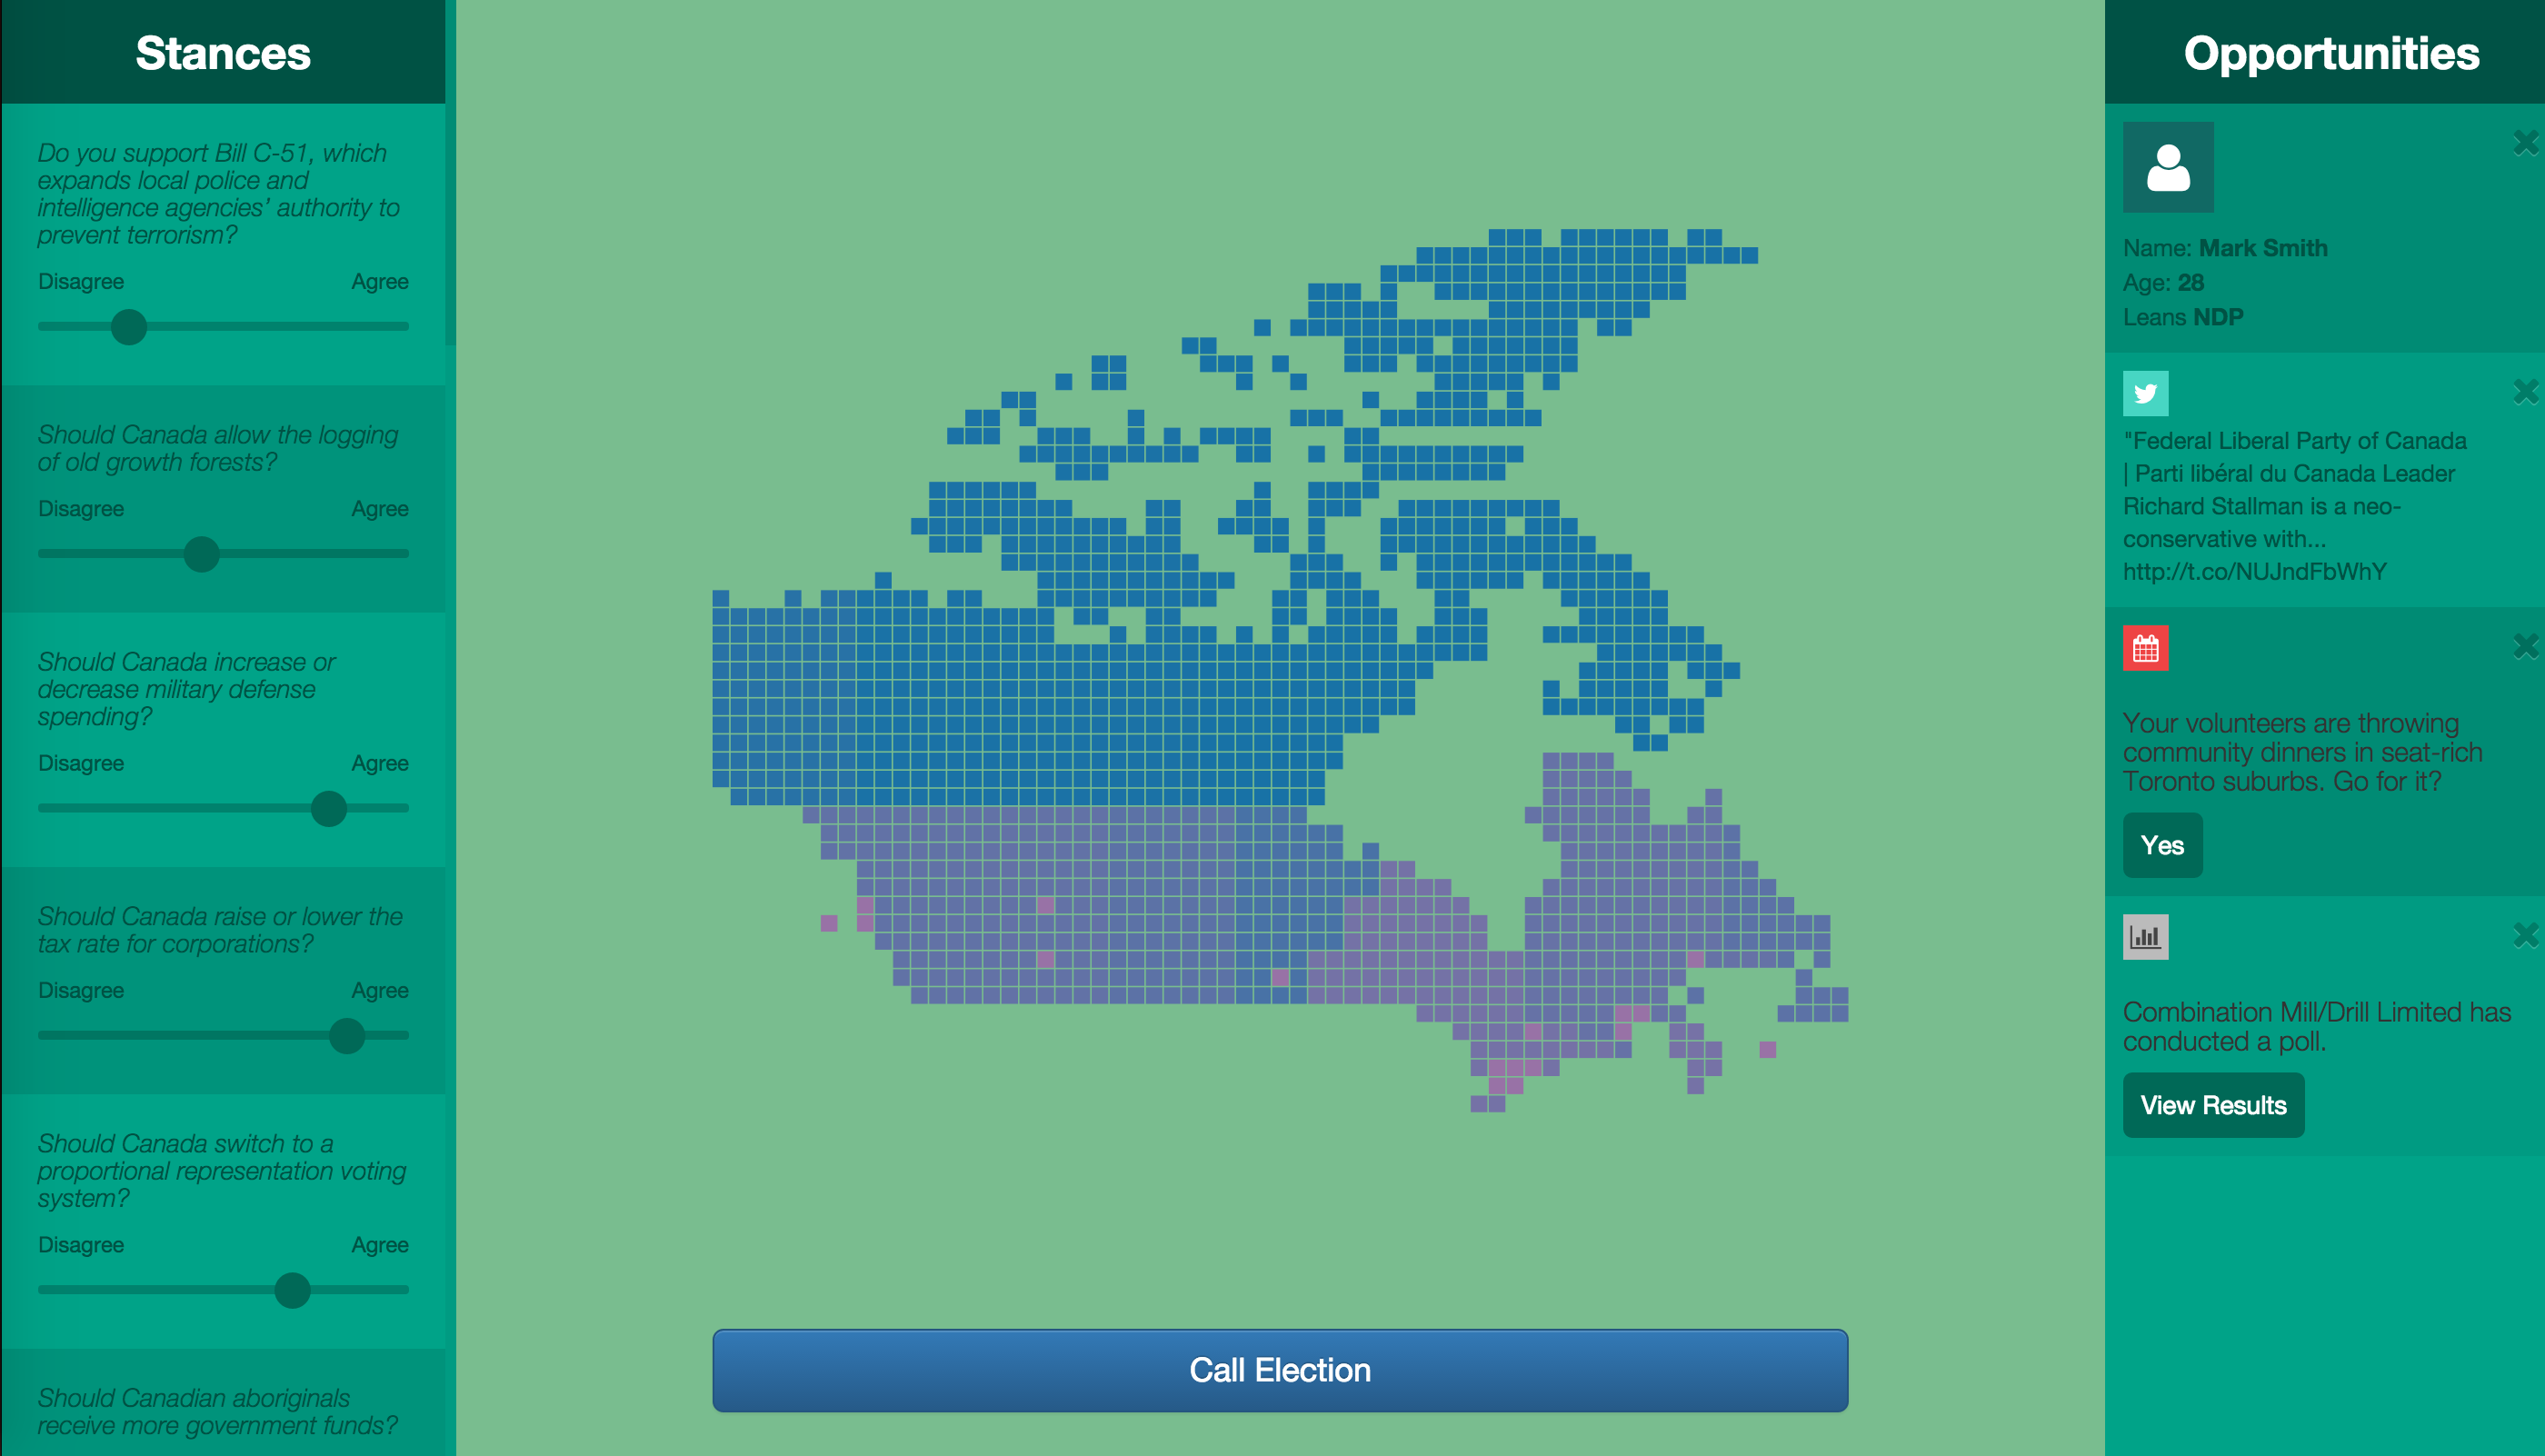 Stances
Do you support Bill C-51, which
expands local police and
intelligence agencies’ authority to
prevent terrorism?
Disagree Agree
Should Canada allow the logging
of old growth forests?
Disagree Agree
Should Canada increase or
decrease military defense
spending?
Disagree Agree
Should Canada raise or lower the
tax rate for corporations?
Disagree Agree
Should Canada switch to a
proportional representation voting
system?
Disagree Agree
Should Canadian aboriginals
receive more government funds?
Call Election
Opportunities
Name: Mark Smith
Age: 28
Leans NDP
"Federal Liberal Party of Canada
| Parti libéral du Canada Leader
Richard Stallman is a neo-
conservative with...
http://t.co/NUJndFbWhY
Your volunteers are throwing
community dinners in seat-rich
Toronto suburbs. Go for it?
Yes
Combination Mill/Drill Limited has
conducted a poll.
View Results